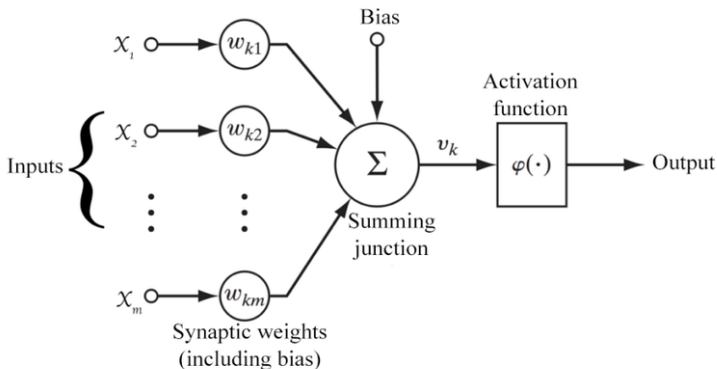 Bias
x₁
wₖ₁
Activation
function
x₂
wₖ₂
Inputs
Σ
vₖ
φ(·)
Output
Summing
junction
xₘ
wₖₘ
Synaptic weights
(including bias)